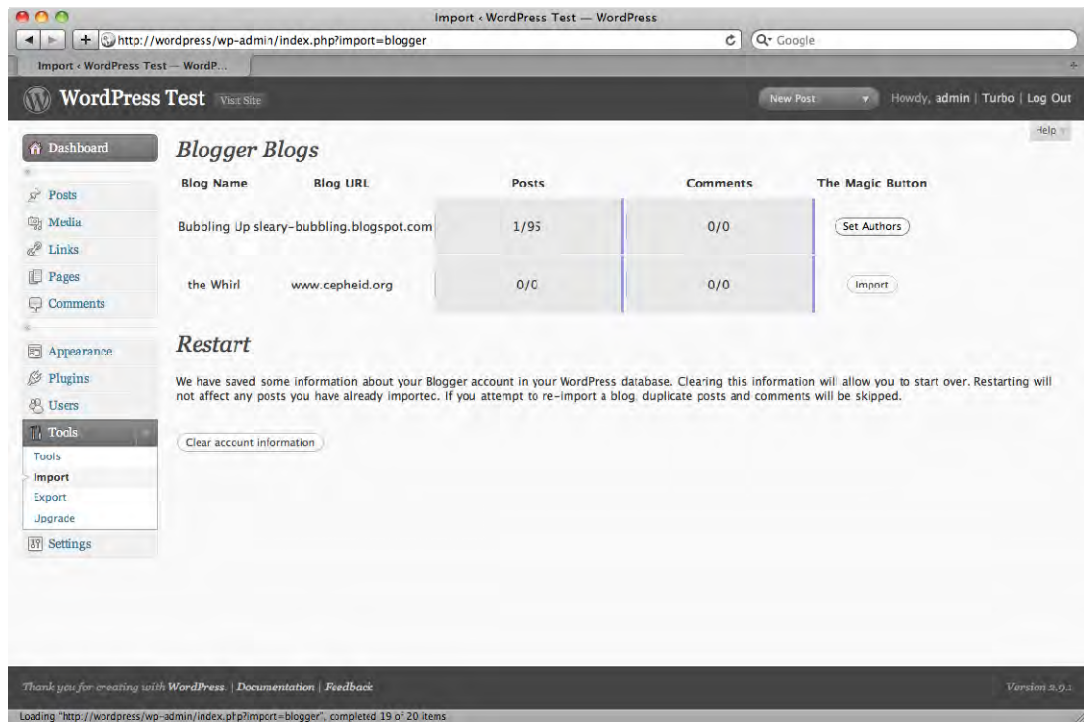 Import ‹ WordPress Test — WordPress
http://wordpress/wp-admin/index.php?import=blogger
Google
Import ‹ WordPress Test — WordP...
WordPress Test Visit Site New Post Howdy, admin | Turbo | Log Out
Help
Dashboard
Posts
Media
Links
Pages
Comments
Appearance
Plugins
Users
Tools
Tools
Import
Export
Upgrade
Settings
Blogger Blogs
Blog Name Blog URL Posts Comments The Magic Button
Bubbling Up sleary-bubbling.blogspot.com 1/95 0/0 Set Authors
the Whirl www.cepheid.org 0/0 0/0 Import
Restart
We have saved some information about your Blogger account in your WordPress database. Clearing this information will allow you to start over. Restarting will
not affect any posts you have already imported. If you attempt to re-import a blog, duplicate posts and comments will be skipped.
Clear account information
Thank you for creating with WordPress. | Documentation | Feedback Version 2.9.1
Loading "http://wordpress/wp-admin/index.php?import=blogger", completed 19 of 20 items